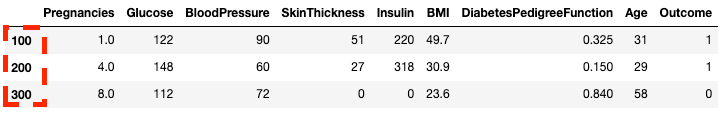 Pregnancies Glucose BloodPressure SkinThickness Insulin BMI DiabetesPedigreeFunction Age Outcome
100 1.0 122 90 51 220 49.7 0.325 31 1
200 4.0 148 60 27 318 30.9 0.150 29 1
300 8.0 112 72 0 0 23.6 0.840 58 0